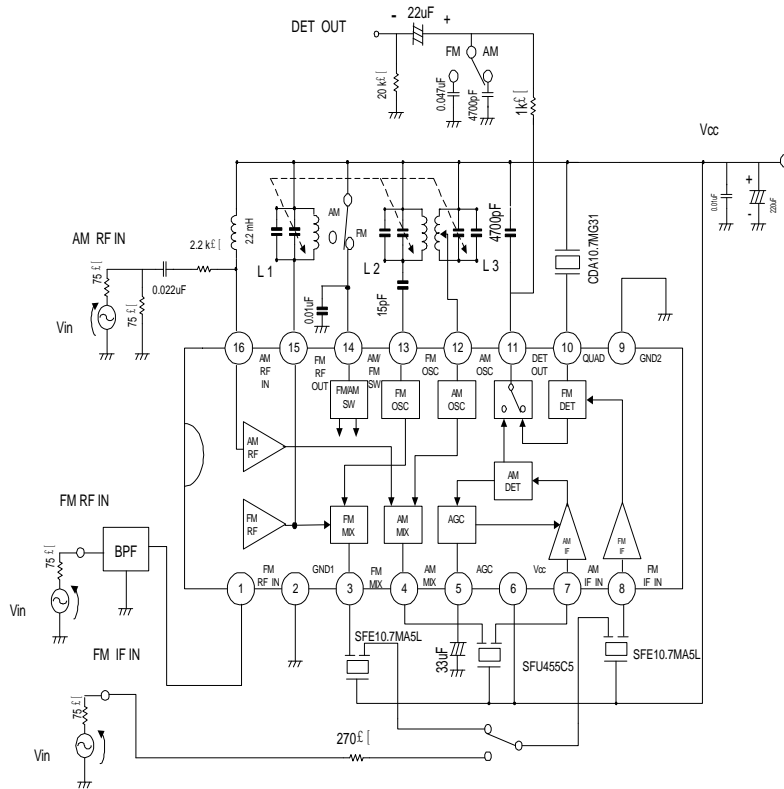 DET OUT
- 22uF +
FM AM
20 k£ [
0.047uF
4700pF
1k£ [
Vcc
AM RF IN
2.2 mH
AM
FM
4700pF
CDA10.7MG31
0.01uF
+
-
220uF
2.2 k£ [
L 1
L 2
L 3
75 £ [
0.022uF
75 £ [
0.01uF
15pF
Vin
16 15 14 13 12 11 10 9
AM RF IN
FM RF OUT
AM/ FM SW
FM OSC
AM OSC
DET OUT
QUAD
GND2
FM/AM SW
FM OSC
AM OSC
FM DET
AM RF
AM DET
FM RF IN
FM RF
FM MIX
AM MIX
AGC
AM IF
FM IF
75 £ [
BPF
FM RF IN
GND1
FM MIX
AM MIX
AGC
Vcc
AM IF IN
FM IF IN
1 2 3 4 5 6 7 8
Vin
SFE10.7MA5L
33uF
SFU455C5
SFE10.7MA5L
FM IF IN
75 £ [
270£ [
Vin